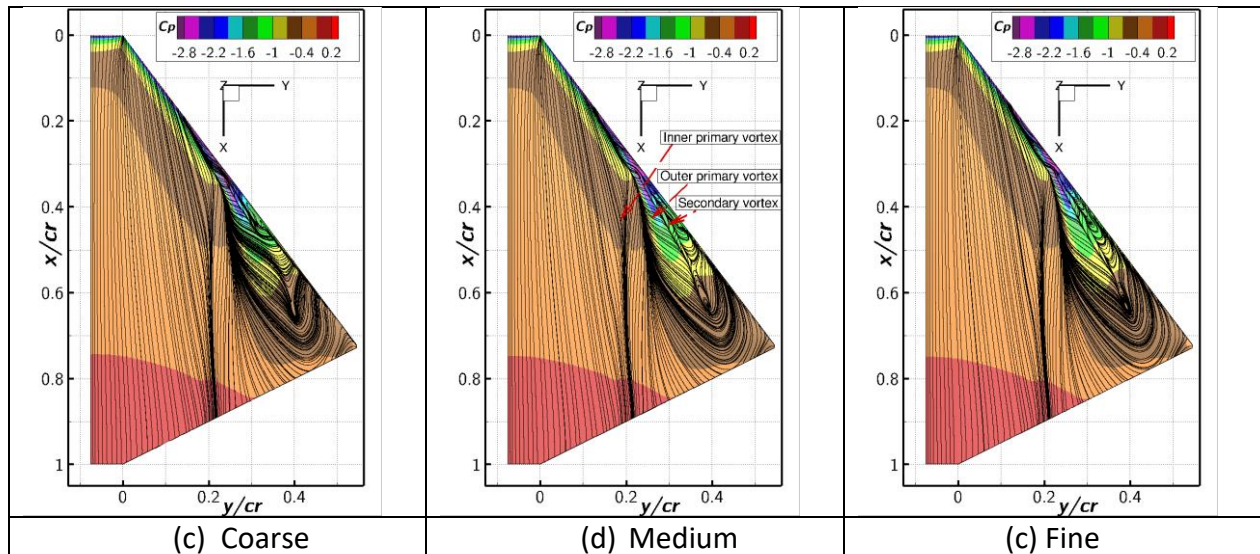 Cp
-2.8 -2.2 -1.6 -1 -0.4 0.2
0
Z Y
X
0.2
0.4
x/cr
0.6
0.8
1
0 0.2 0.4
y/cr
(c) Coarse
Cp
-2.8 -2.2 -1.6 -1 -0.4 0.2
0
Z Y
X
Inner primary vortex
0.2
Outer primary vortex
Secondary vortex
0.4
x/cr
0.6
0.8
1
0 0.2 0.4
y/cr
(d) Medium
Cp
-2.8 -2.2 -1.6 -1 -0.4 0.2
0
Z Y
X
0.2
0.4
x/cr
0.6
0.8
1
0 0.2 0.4
y/cr
(c) Fine